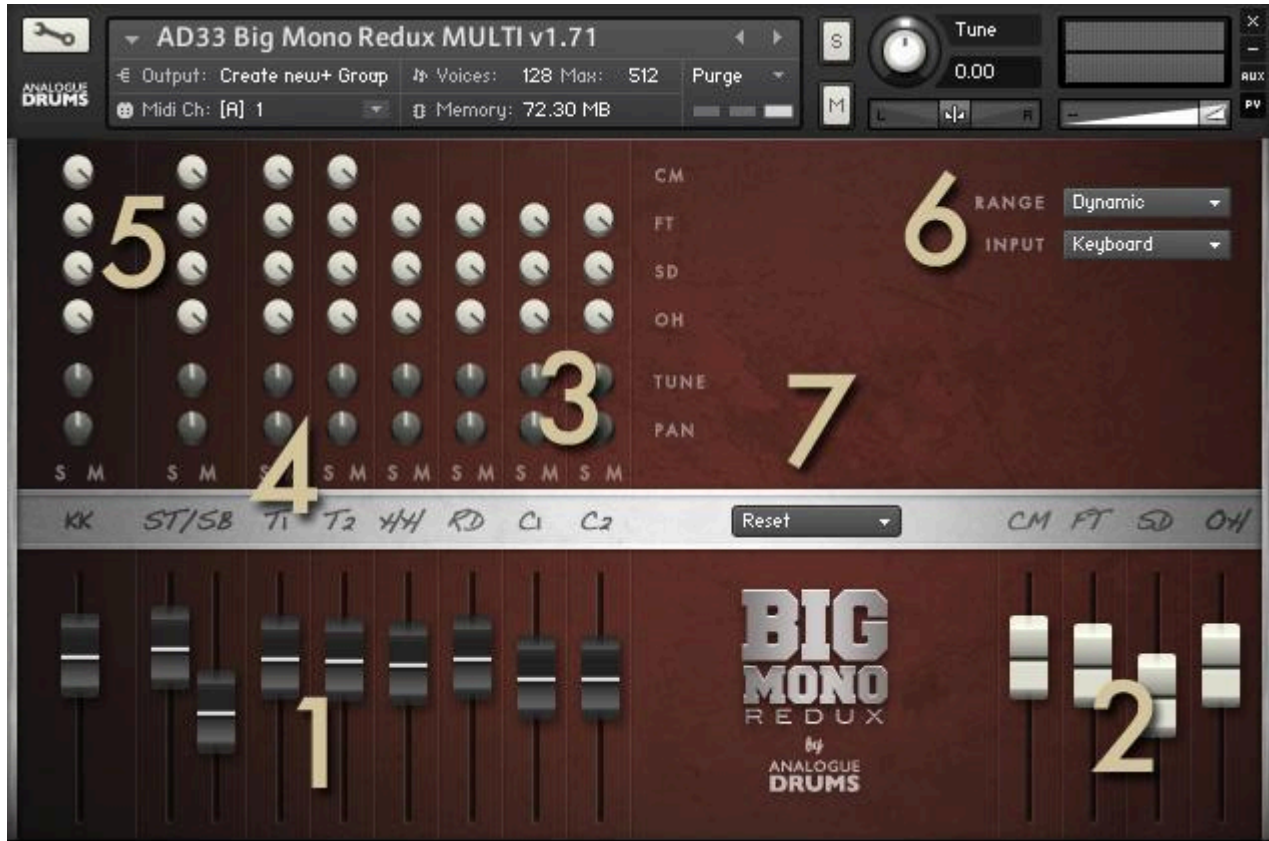 AD33 Big Mono Redux MULTI v1.71
S
Tune
×
–
Output: Create new+ Group
Voices: 128 Max: 512
Purge
0.00
AUX
ANALOGUE
DRUMS
Midi Ch: [A] 1
Memory: 72.30 MB
M
L
R
PV
CM
5
FT
6
RANGE Dynamic
INPUT Keyboard
SD
OH
3
TUNE
7
PAN
4
S M S M S S M S M S M S M S M
KK ST/SB T1 T2 HH RD C1 C2
Reset
CM FT SD OH
BIG
MONO
REDUX
By
ANALOGUE
DRUMS
1
2